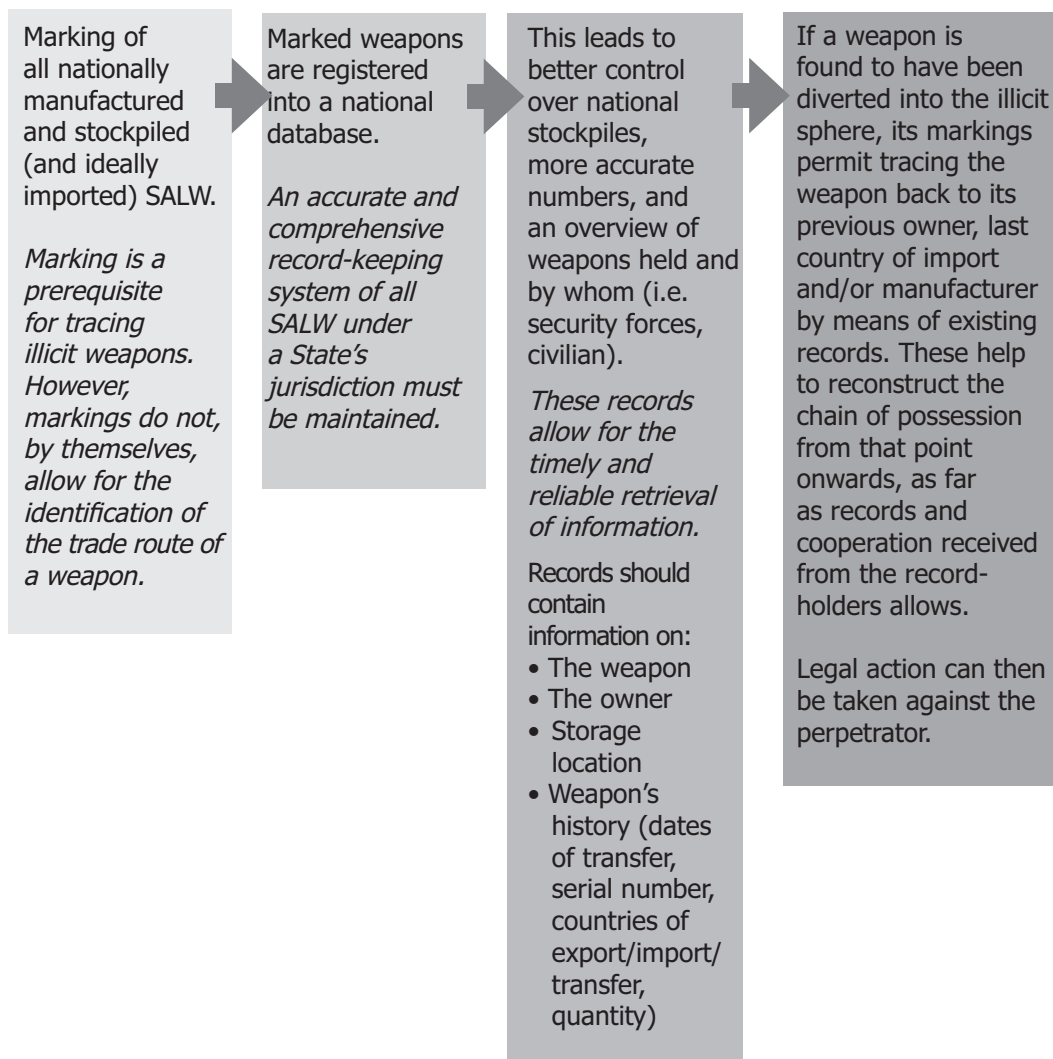 Marking of
all nationally
manufactured
and stockpiled
(and ideally
imported) SALW.
Marking is a
prerequisite
for tracing
illicit weapons.
However,
markings do not,
by themselves,
allow for the
identification of
the trade route of
a weapon.
Marked weapons
are registered
into a national
database.
An accurate and
comprehensive
record-keeping
system of all
SALW under
a State's
jurisdiction must
be maintained.
This leads to
better control
over national
stockpiles,
more accurate
numbers, and
an overview of
weapons held and
by whom (i.e.
security forces,
civilian).
These records
allow for the
timely and
reliable retrieval
of information.
Records should
contain
information on:
• The weapon
• The owner
• Storage
location
• Weapon's
history (dates
of transfer,
serial number,
countries of
export/import/
transfer,
quantity)
If a weapon is
found to have been
diverted into the illicit
sphere, its markings
permit tracing the
weapon back to its
previous owner, last
country of import
and/or manufacturer
by means of existing
records. These help
to reconstruct the
chain of possession
from that point
onwards, as far
as records and
cooperation received
from the record-
holders allows.
Legal action can then
be taken against the
perpetrator.